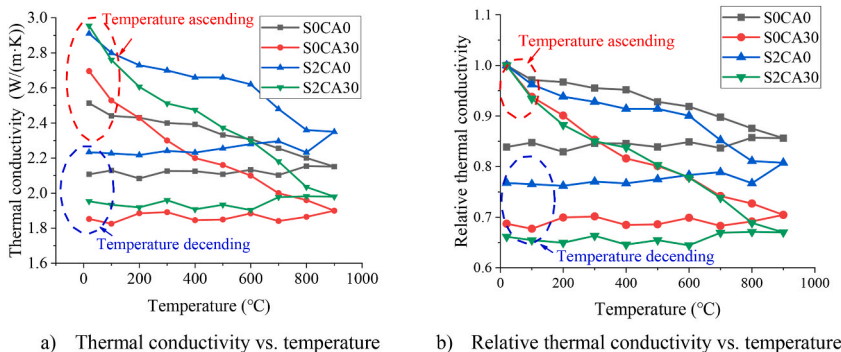 Thermal conductivity (W/(m·K))
3.0
2.8
2.6
2.4
2.2
2.0
1.8
1.6
0
200
400
600
800
1000
Temperature (°C)
Temperature ascending
Temperature decending
S0CA0
S0CA30
S2CA0
S2CA30
a) Thermal conductivity vs. temperature
Relative thermal conductivity
1.1
1.0
0.9
0.8
0.7
0.6
0
200
400
600
800
1000
Temperature (°C)
Temperature ascending
Temperature decending
S0CA0
S0CA30
S2CA0
S2CA30
b) Relative thermal conductivity vs. temperature